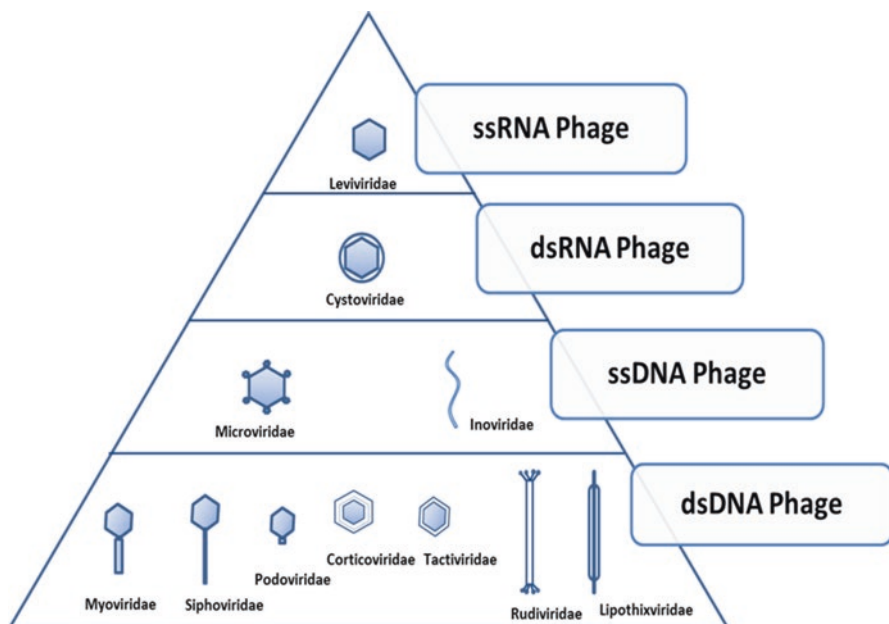 ssRNA Phage
Leviviridae
dsRNA Phage
Cystoviridae
ssDNA Phage
Microviridae
Inoviridae
dsDNA Phage
Myoviridae
Siphoviridae
Podoviridae
Corticoviridae
Tactiviridae
Rudiviridae
Lipothixviridae